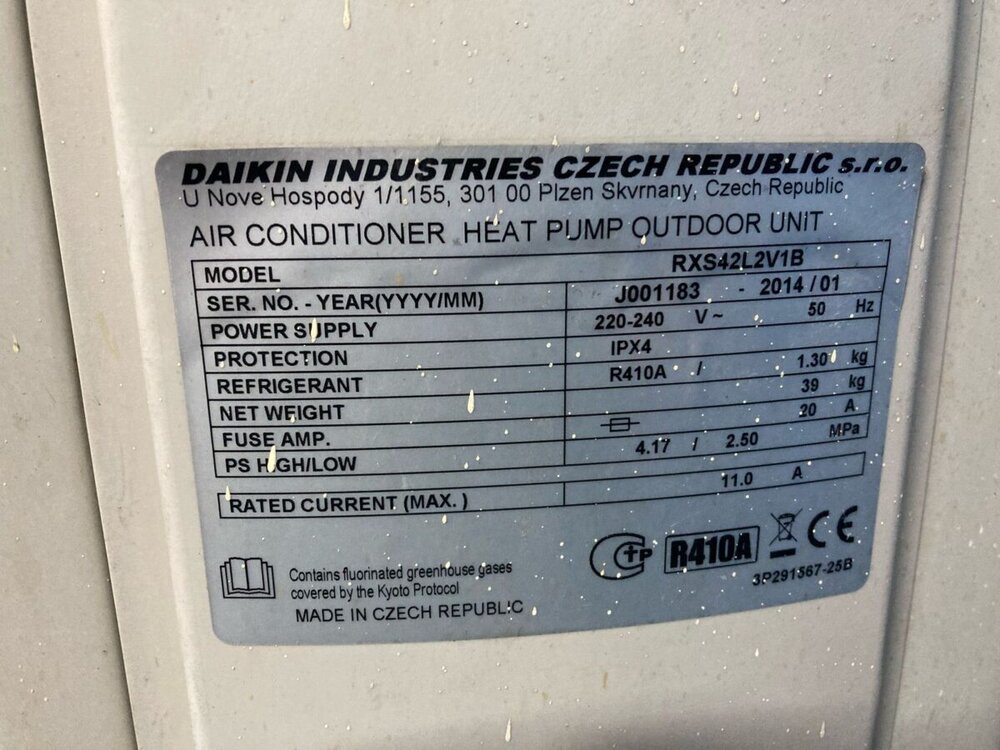 DAIKIN INDUSTRIES CZECH REPUBLIC s.r.o.
U Nove Hospody 1/1155, 301 00 Plzen Skvrnany, Czech Republic
AIR CONDITIONER HEAT PUMP OUTDOOR UNIT
MODEL RXS42L2V1B
SER. NO. - YEAR(YYYY/MM) J001183 - 2014 / 01
POWER SUPPLY 220-240 V ~ 50 Hz
PROTECTION IPX4
REFRIGERANT R410A / 1.30 kg
NET WEIGHT 39 kg
FUSE AMP. 20 A
PS HIGH/LOW 4.17 / 2.50 MPa
RATED CURRENT (MAX. ) 11.0 A
Contains fluorinated greenhouse gases
covered by the Kyoto Protocol
MADE IN CZECH REPUBLIC
R410A
CE
3P291367-25B